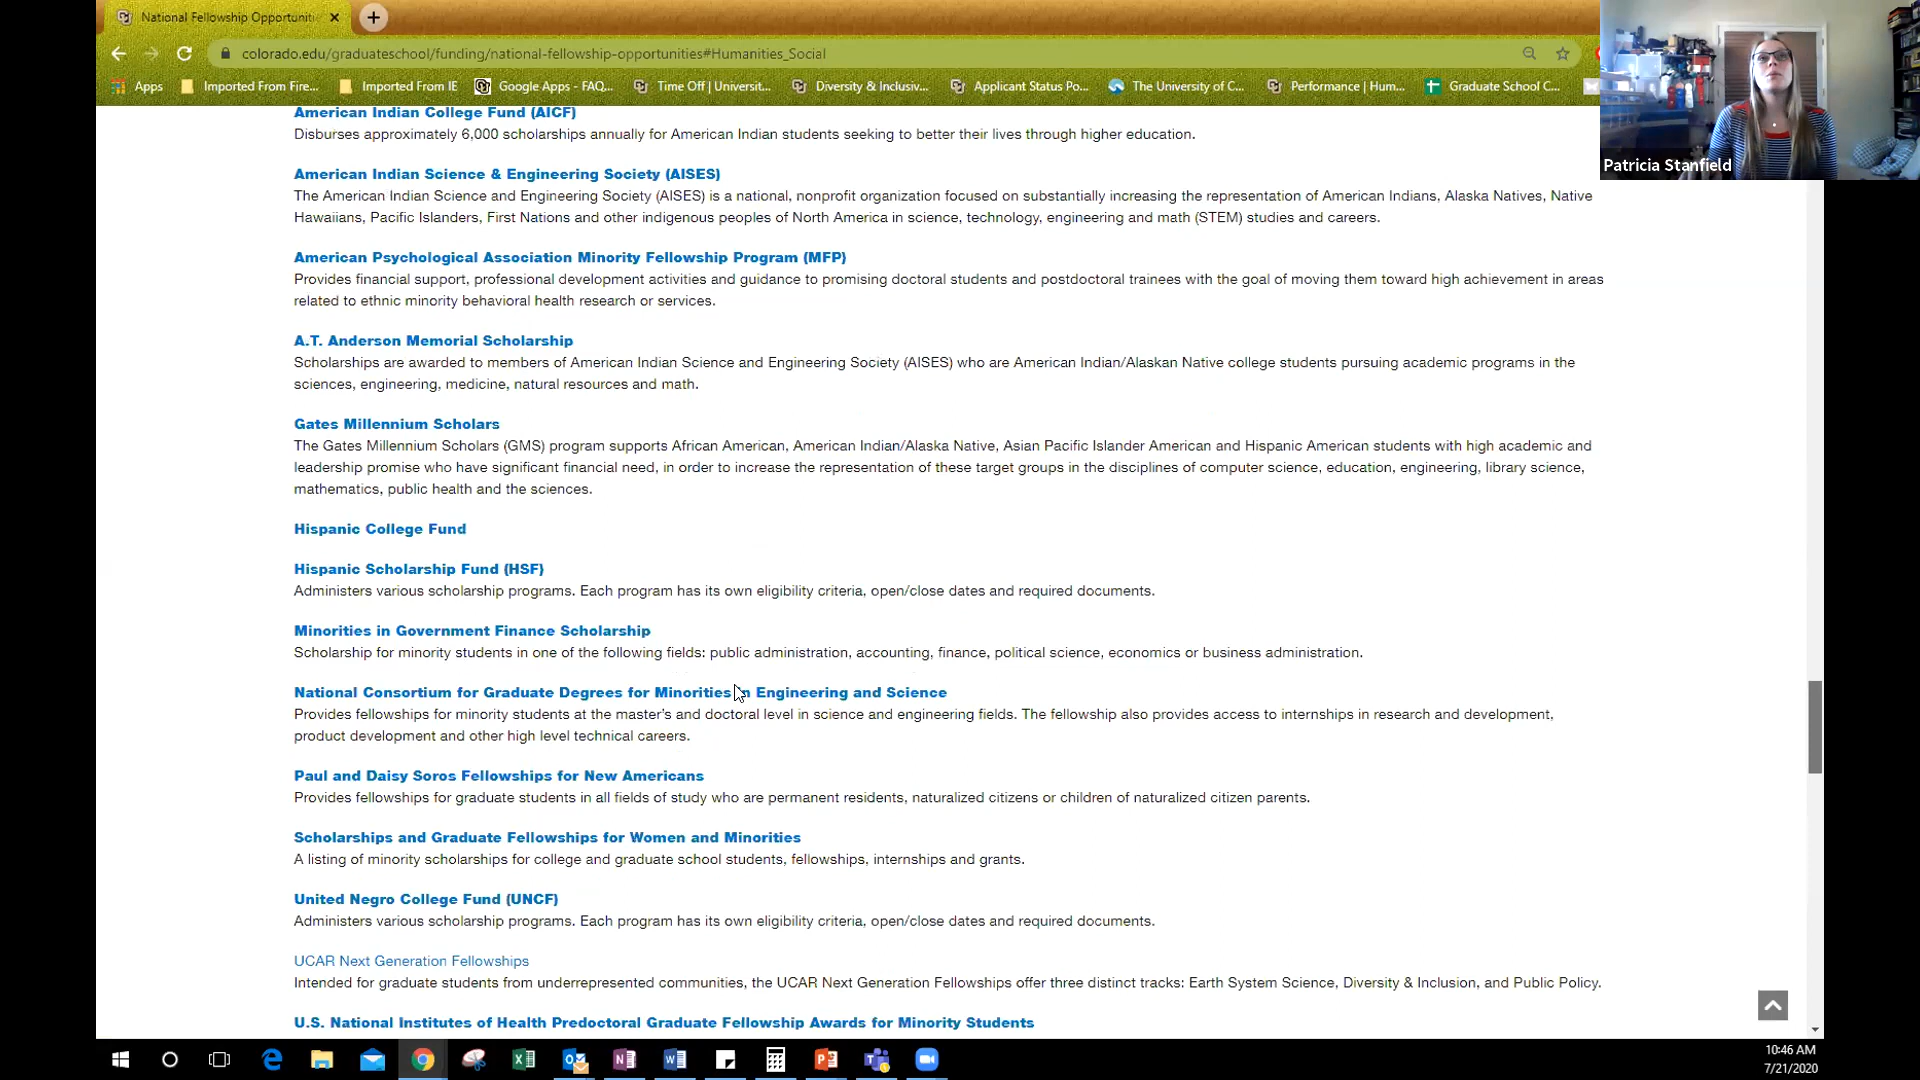 National Fellowship Opportuniti
colorado.edu/graduateschool/funding/national-fellowship-opportunities#Humanities_Social
Apps
Imported From Fire...
Imported From IE
Google Apps - FAQ...
Time Off | Universit...
Diversity & Inclusiv...
Applicant Status Po...
The University of C...
Performance | Hum...
Graduate School C...
Patricia Stanfield
American Indian College Fund (AICF)
Disburses approximately 6,000 scholarships annually for American Indian students seeking to better their lives through higher education.
American Indian Science & Engineering Society (AISES)
The American Indian Science and Engineering Society (AISES) is a national, nonprofit organization focused on substantially increasing the representation of American Indians, Alaska Natives, Native
Hawaiians, Pacific Islanders, First Nations and other indigenous peoples of North America in science, technology, engineering and math (STEM) studies and careers.
American Psychological Association Minority Fellowship Program (MFP)
Provides financial support, professional development activities and guidance to promising doctoral students and postdoctoral trainees with the goal of moving them toward high achievement in areas
related to ethnic minority behavioral health research or services.
A.T. Anderson Memorial Scholarship
Scholarships are awarded to members of American Indian Science and Engineering Society (AISES) who are American Indian/Alaskan Native college students pursuing academic programs in the
sciences, engineering, medicine, natural resources and math.
Gates Millennium Scholars
The Gates Millennium Scholars (GMS) program supports African American, American Indian/Alaska Native, Asian Pacific Islander American and Hispanic American students with high academic and
leadership promise who have significant financial need, in order to increase the representation of these target groups in the disciplines of computer science, education, engineering, library science,
mathematics, public health and the sciences.
Hispanic College Fund
Hispanic Scholarship Fund (HSF)
Administers various scholarship programs. Each program has its own eligibility criteria, open/close dates and required documents.
Minorities in Government Finance Scholarship
Scholarship for minority students in one of the following fields: public administration, accounting, finance, political science, economics or business administration.
National Consortium for Graduate Degrees for Minorities in Engineering and Science
Provides fellowships for minority students at the master's and doctoral level in science and engineering fields. The fellowship also provides access to internships in research and development,
product development and other high level technical careers.
Paul and Daisy Soros Fellowships for New Americans
Provides fellowships for graduate students in all fields of study who are permanent residents, naturalized citizens or children of naturalized citizen parents.
Scholarships and Graduate Fellowships for Women and Minorities
A listing of minority scholarships for college and graduate school students, fellowships, internships and grants.
United Negro College Fund (UNCF)
Administers various scholarship programs. Each program has its own eligibility criteria, open/close dates and required documents.
UCAR Next Generation Fellowships
Intended for graduate students from underrepresented communities, the UCAR Next Generation Fellowships offer three distinct tracks: Earth System Science, Diversity & Inclusion, and Public Policy.
U.S. National Institutes of Health Predoctoral Graduate Fellowship Awards for Minority Students
10:46 AM
7/21/2020